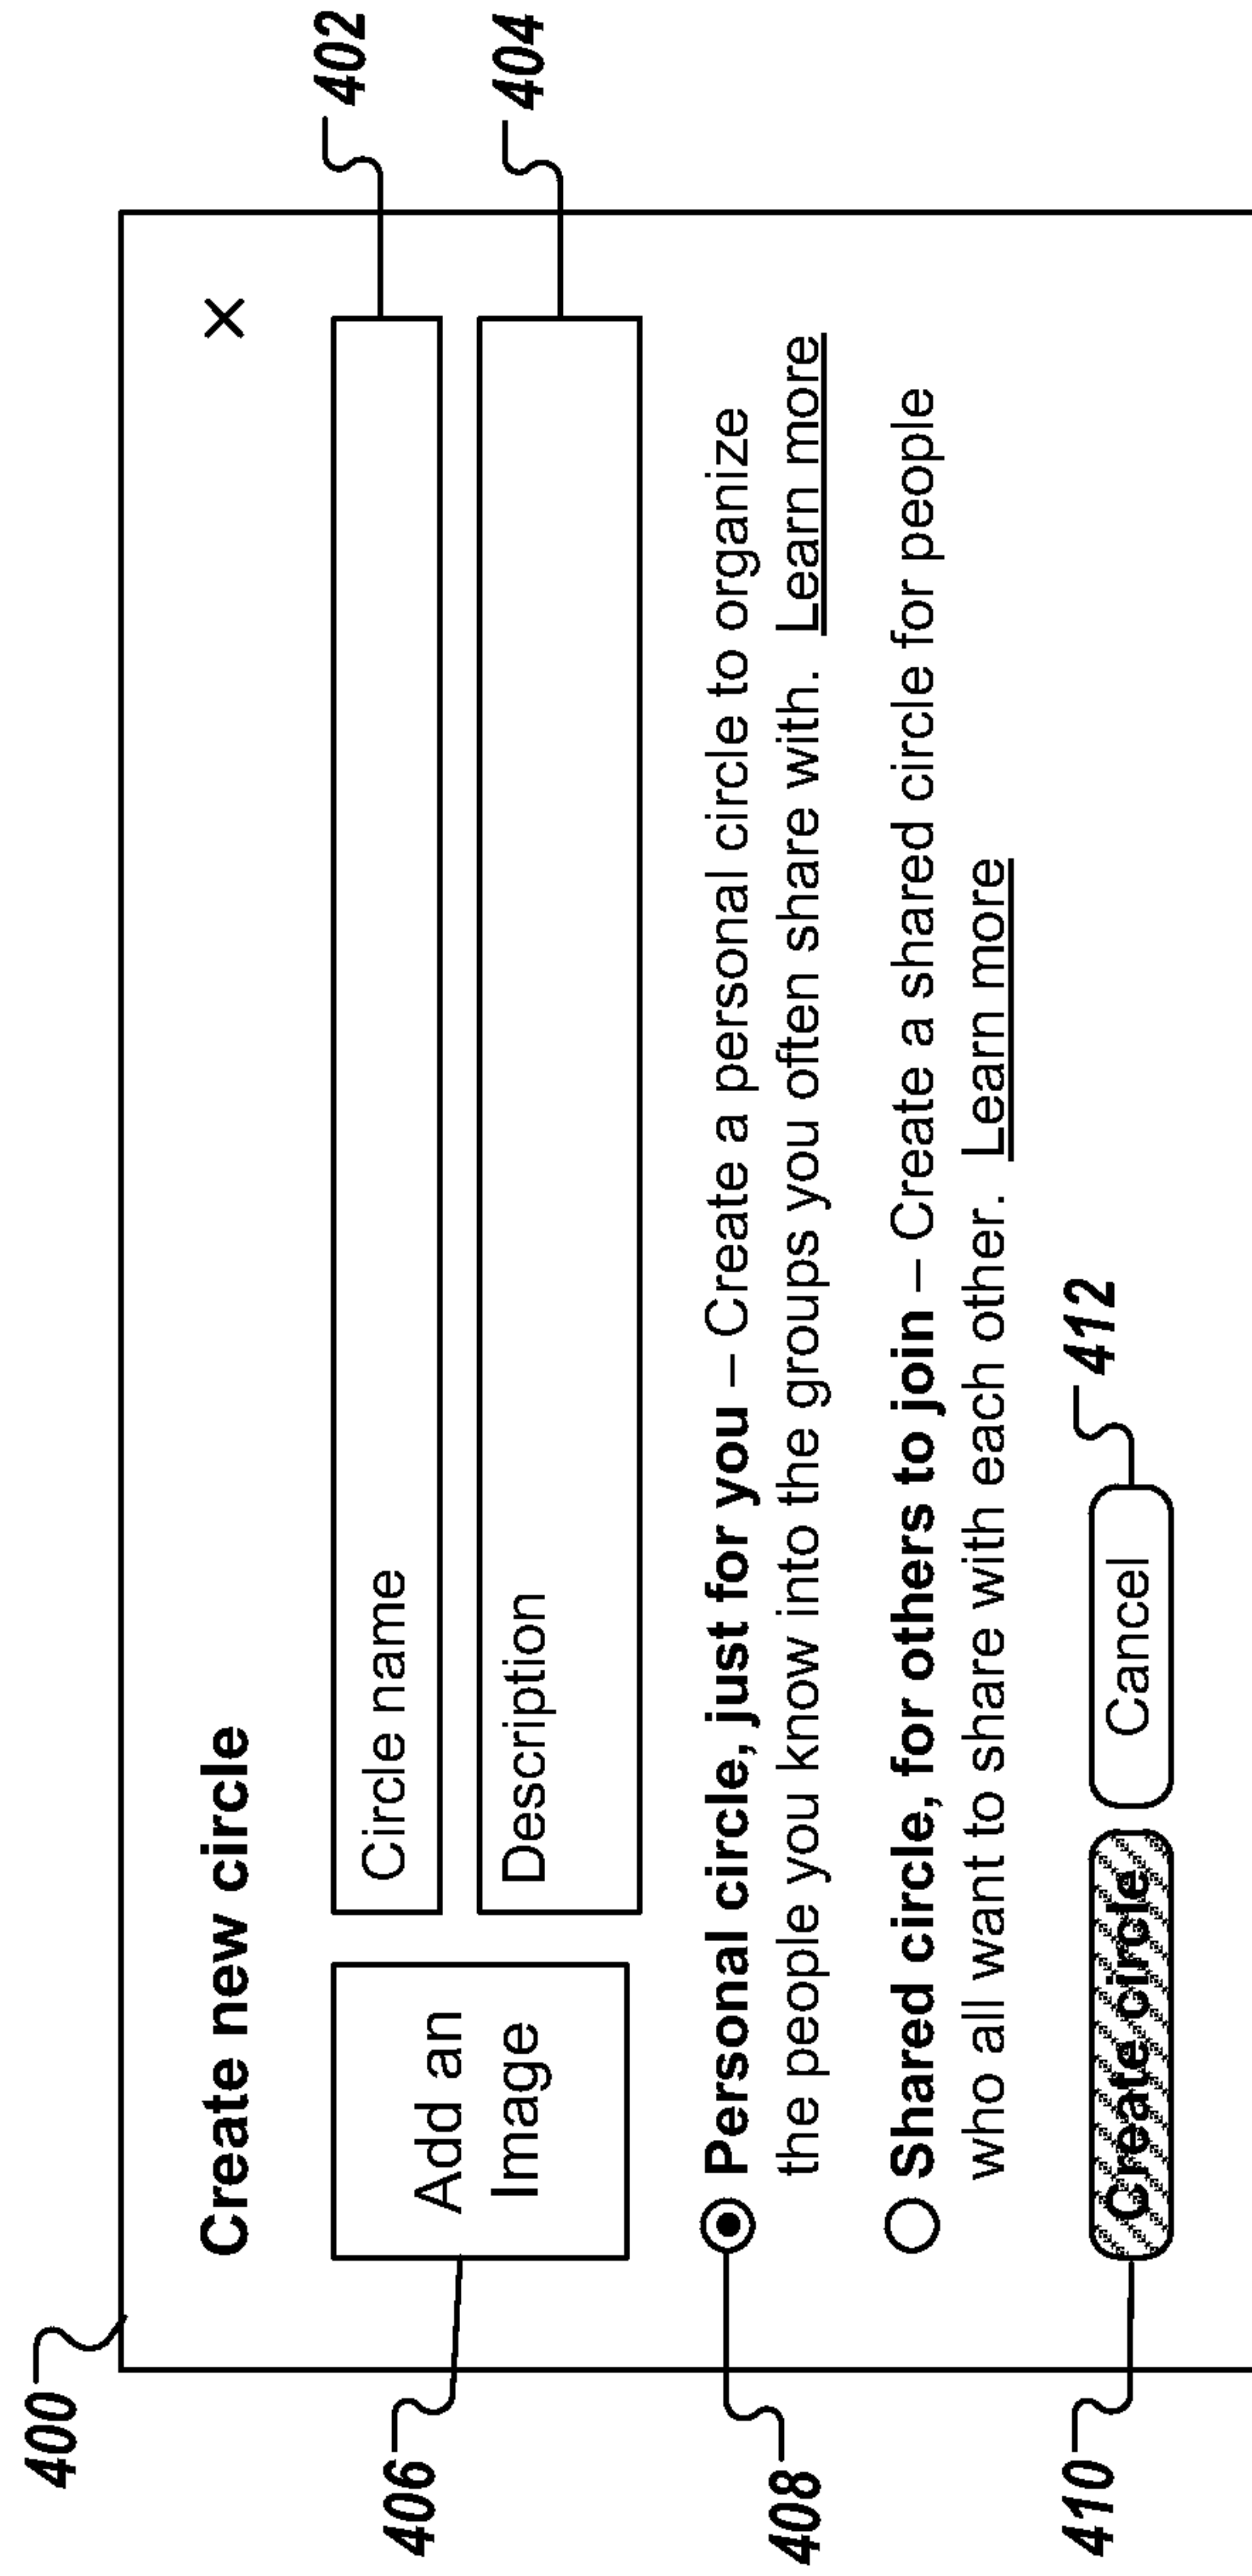 400
Create new circle
×
406
Add an
Image
Circle name
402
Description
404
408
Personal circle, just for you – Create a personal circle to organize
the people you know into the groups you often share with. Learn more
Shared circle, for others to join – Create a shared circle for people
who all want to share with each other. Learn more
410
Create circle
Cancel
412